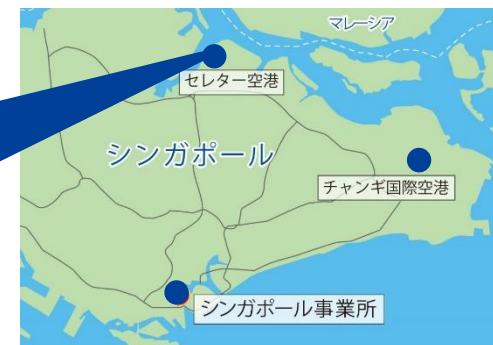 マレーシア
セレター空港
シンガポール
チャンギ国際空港
シンガポール事業所